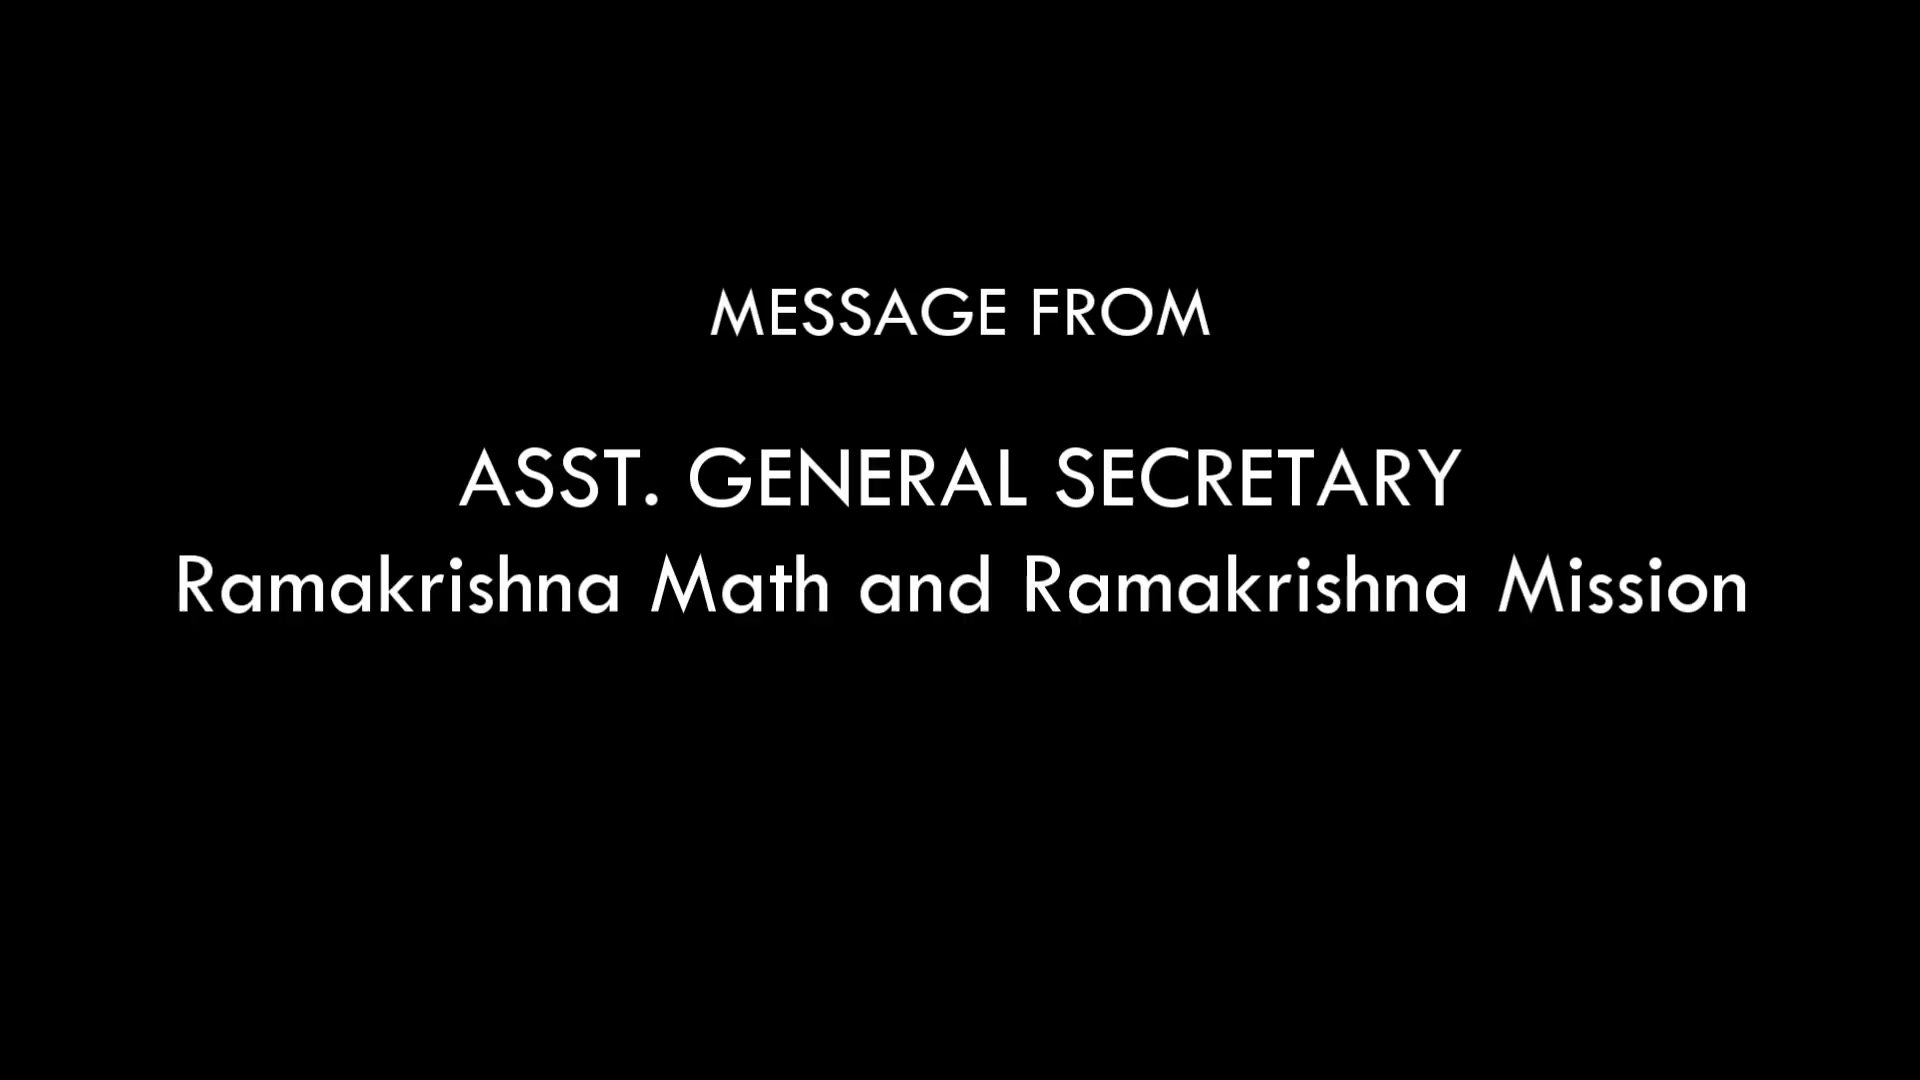 MESSAGE FROM
ASST. GENERAL SECRETARY
Ramakrishna Math and Ramakrishna Mission